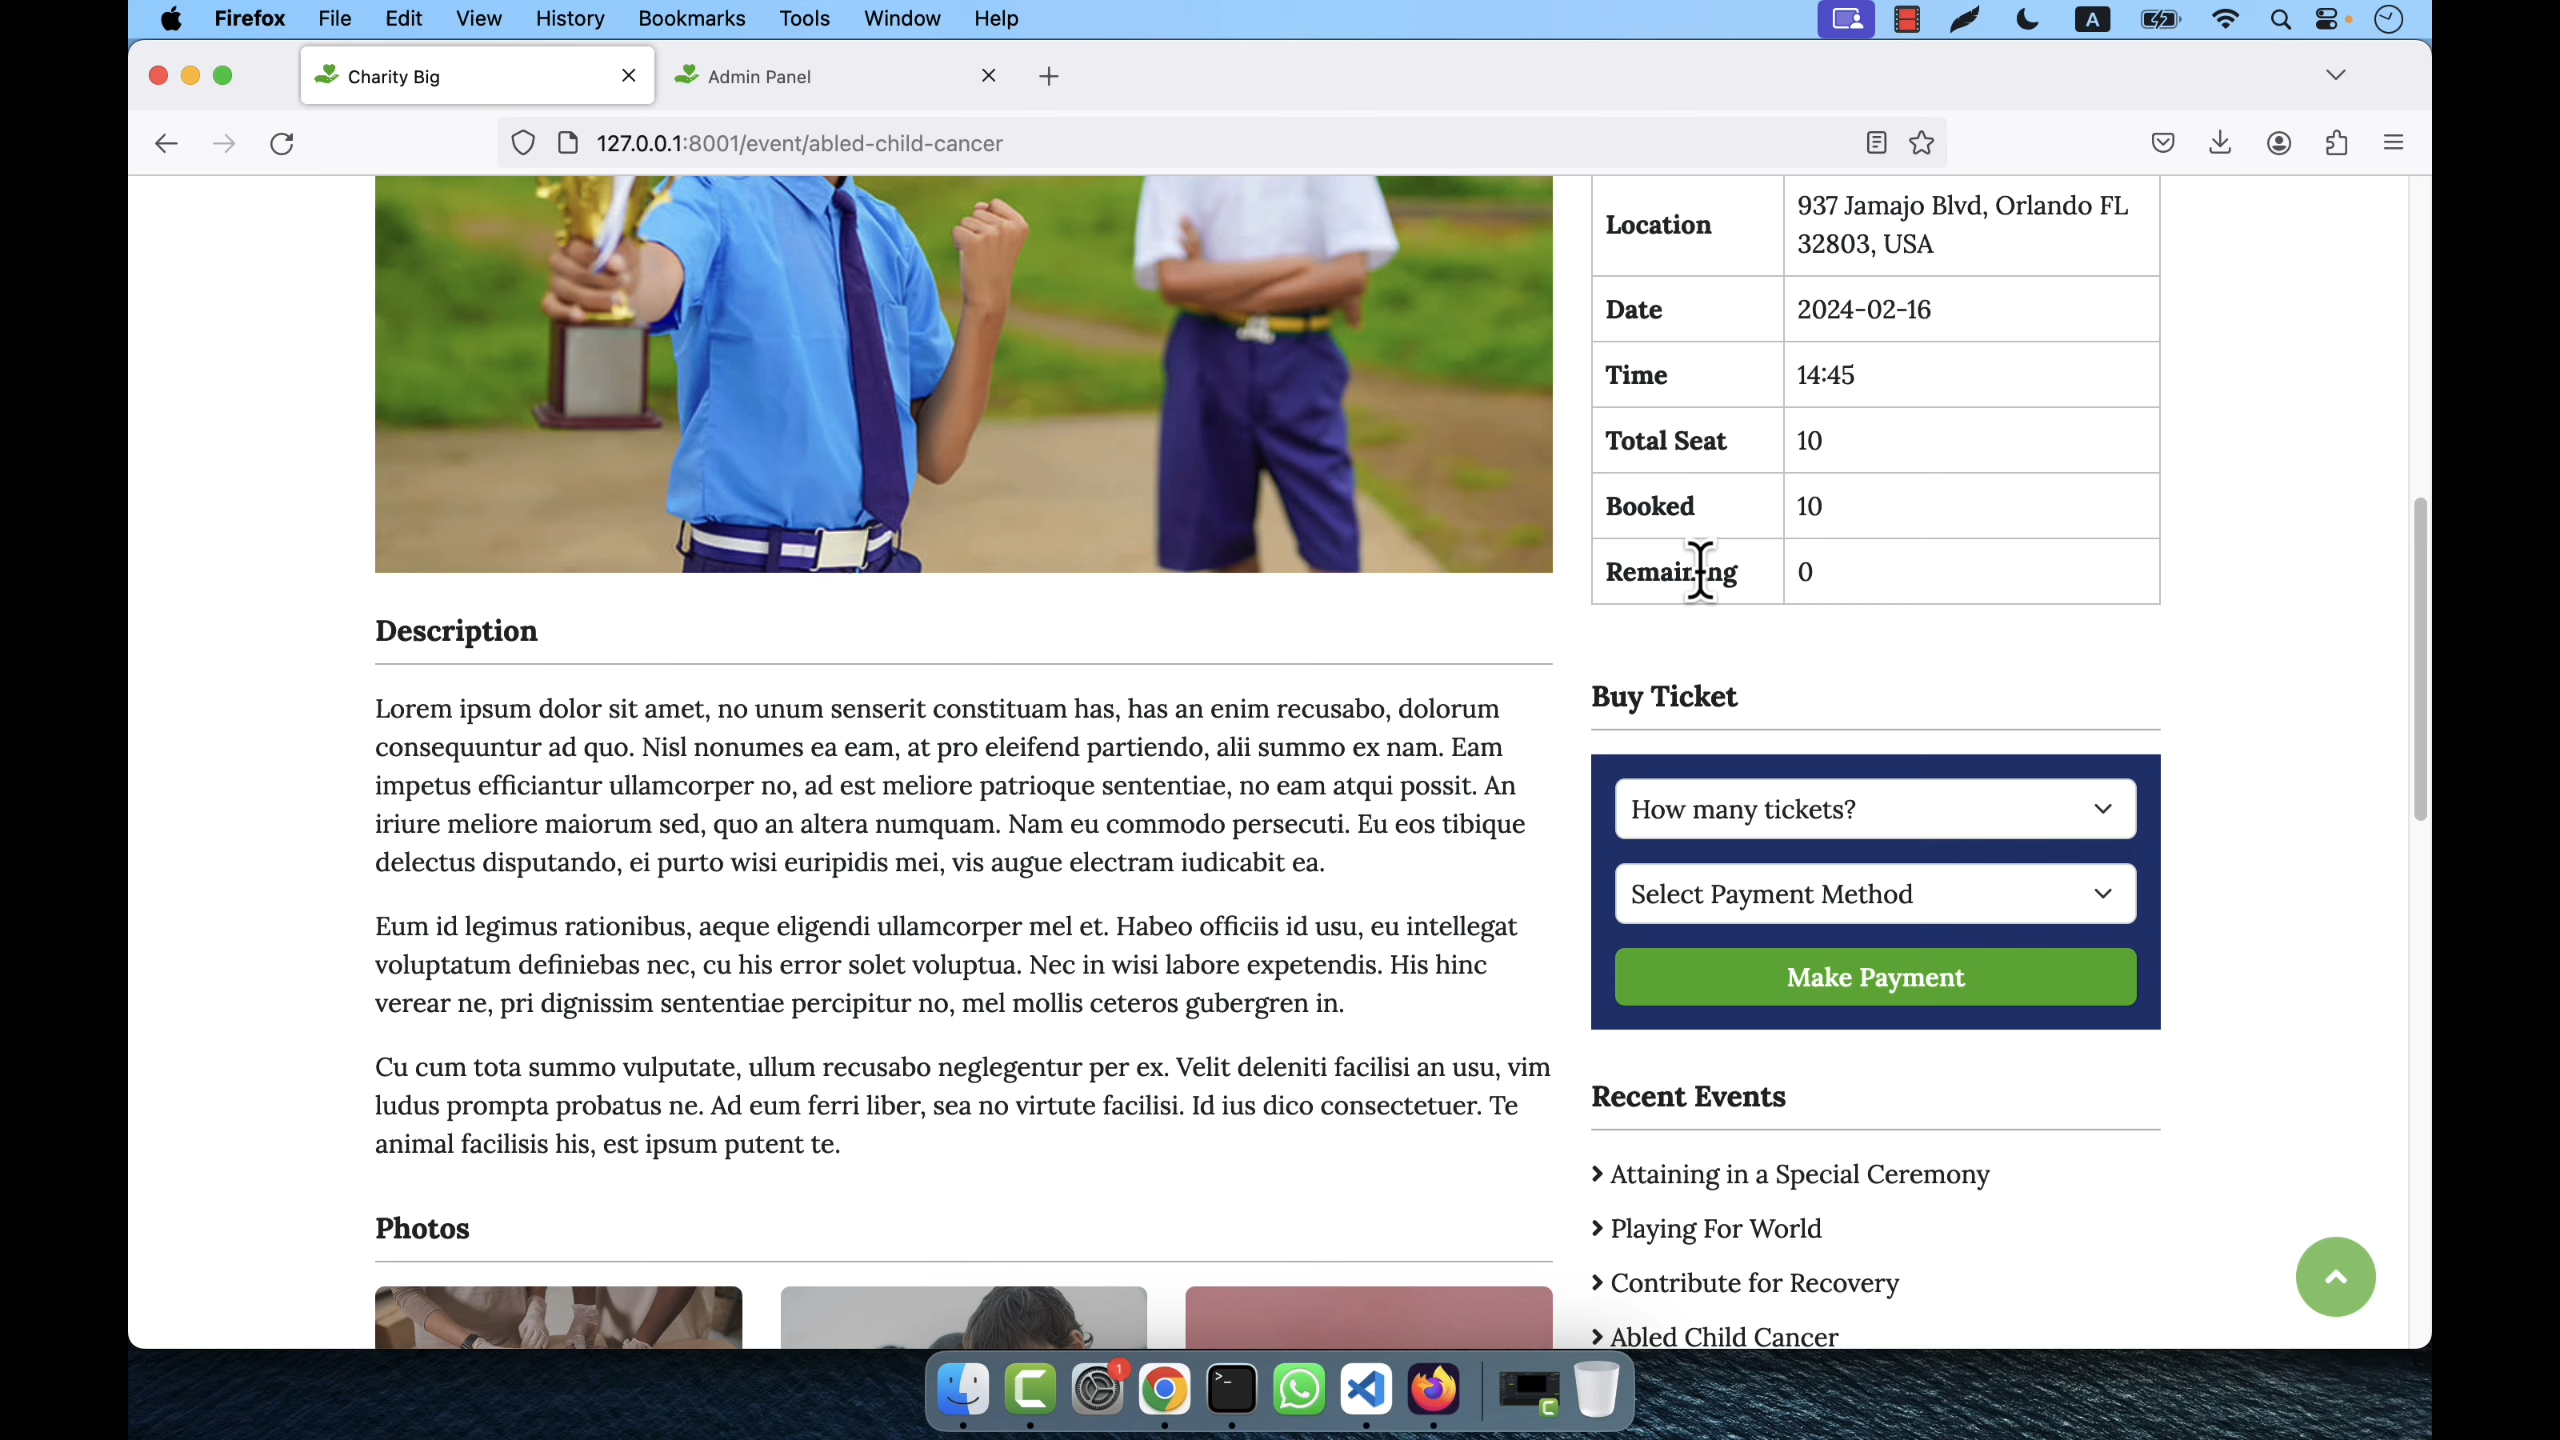 Firefox File Edit View History Bookmarks Tools Window Help
A
Charity Big
Admin Panel
127.0.0.1:8001/event/abled-child-cancer
Location
937 Jamajo Blvd, Orlando FL
32803, USA
Date 2024-02-16
Time 14:45
Total Seat 10
Booked 10
Remaining 0
Description
Lorem ipsum dolor sit amet, no unum senserit constituam has, has an enim recusabo, dolorum
consequuntur ad quo. Nisl nonumes ea eam, at pro eleifend partiendo, alii summo ex nam. Eam
impetus efficiantur ullamcorper no, ad est meliore patrioque sententiae, no eam atqui possit. An
iriure meliore maiorum sed, quo an altera numquam. Nam eu commodo persecuti. Eu eos tibique
delectus disputando, ei purto wisi euripidis mei, vis augue electram iudicabit ea.
Eum id legimus rationibus, aeque eligendi ullamcorper mel et. Habeo officiis id usu, eu intellegat
voluptatum definiebas nec, cu his error solet voluptua. Nec in wisi labore expetendis. His hinc
verear ne, pri dignissim sententiae percipitur no, mel mollis ceteros gubergren in.
Cu cum tota summo vulputate, ullum recusabo neglegentur per ex. Velit deleniti facilisi an usu, vim
ludus prompta probatus ne. Ad eum ferri liber, sea no virtute facilisi. Id ius dico consectetuer. Te
animal facilisis his, est ipsum putent te.
Photos
Buy Ticket
How many tickets?
Select Payment Method
Make Payment
Recent Events
Attaining in a Special Ceremony
Playing For World
Contribute for Recovery
Abled Child Cancer
1